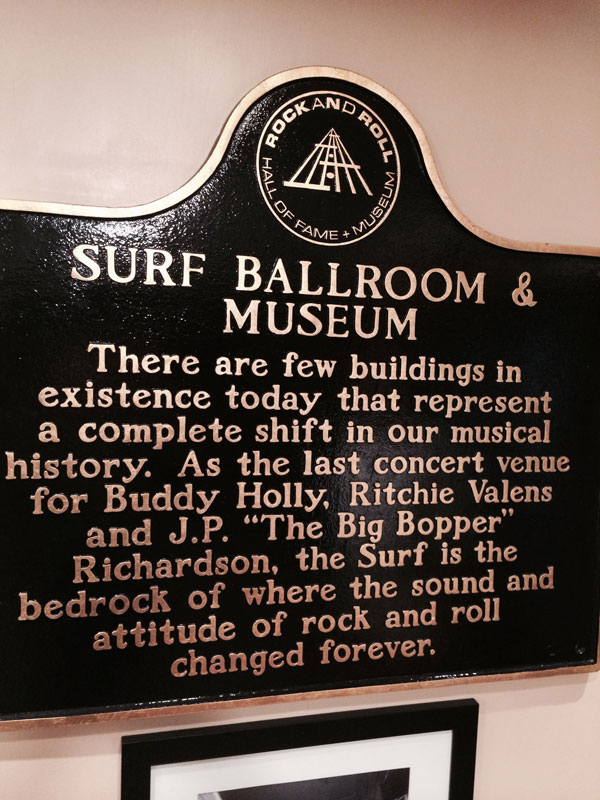 ROCK AND ROLL
HALL OF FAME + MUSEUM
SURF BALLROOM &
MUSEUM
There are few buildings in
existence today that represent
a complete shift in our musical
history. As the last concert venue
for Buddy Holly, Ritchie Valens
and J.P. “The Big Bopper”
Richardson, the Surf is the
bedrock of where the sound and
attitude of rock and roll
changed forever.